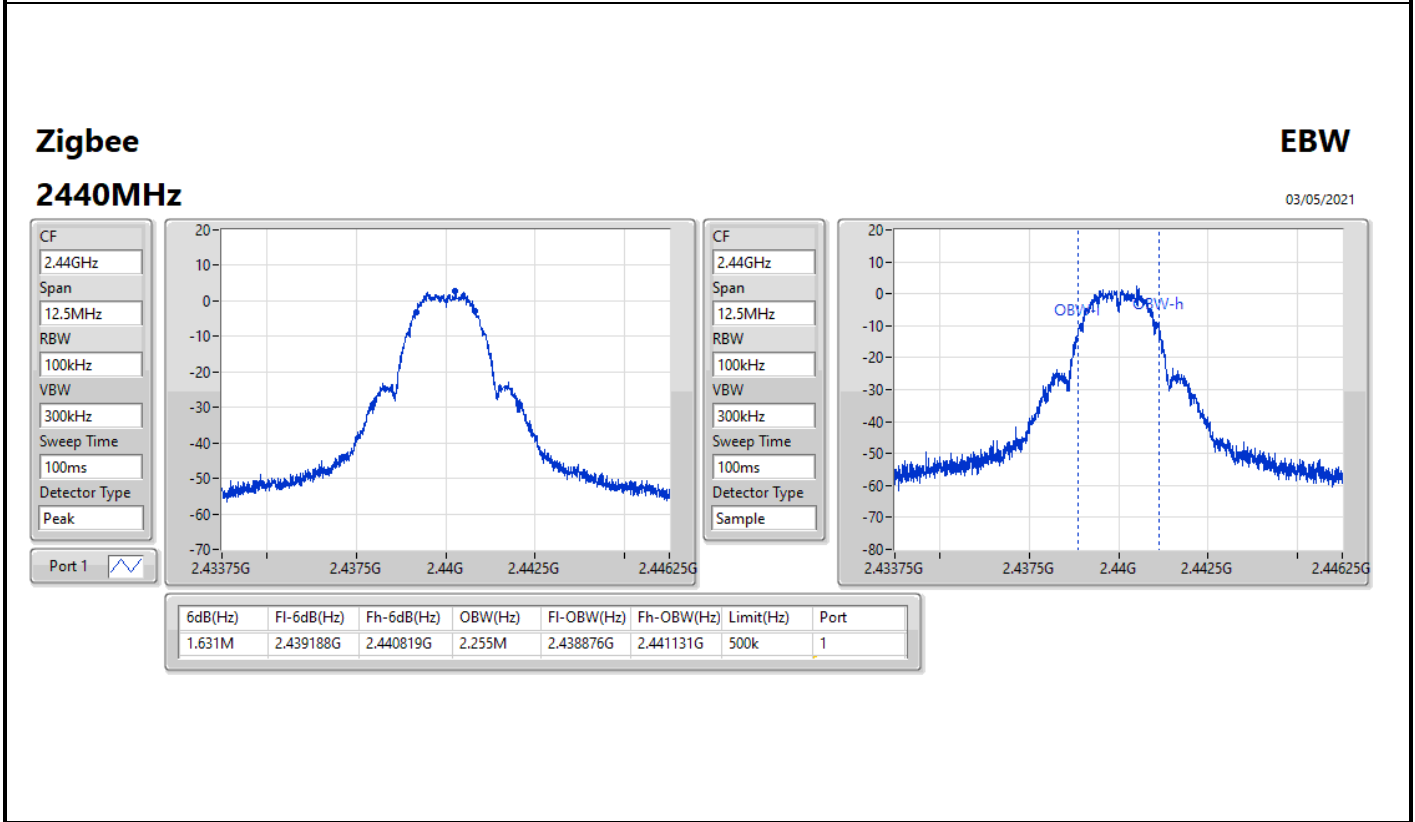 Zigbee
EBW
2440MHz
03/05/2021
CF
2.44GHz
Span
12.5MHz
RBW
100kHz
VBW
300kHz
Sweep Time
100ms
Detector Type
Peak
Port 1
20
10
0
-10
-20
-30
-40
-50
-60
-70
2.43375G 2.4375G 2.44G 2.4425G 2.44625G
CF
2.44GHz
Span
12.5MHz
RBW
100kHz
VBW
300kHz
Sweep Time
100ms
Detector Type
Sample
20
10
0
-10
-20
-30
-40
-50
-60
-70
-80
OBW-l OBW-h
2.43375G 2.4375G 2.44G 2.4425G 2.44625G
6dB(Hz) Fl-6dB(Hz) Fh-6dB(Hz) OBW(Hz) Fl-OBW(Hz) Fh-OBW(Hz) Limit(Hz) Port
1.631M 2.439188G 2.440819G 2.255M 2.438876G 2.441131G 500k 1